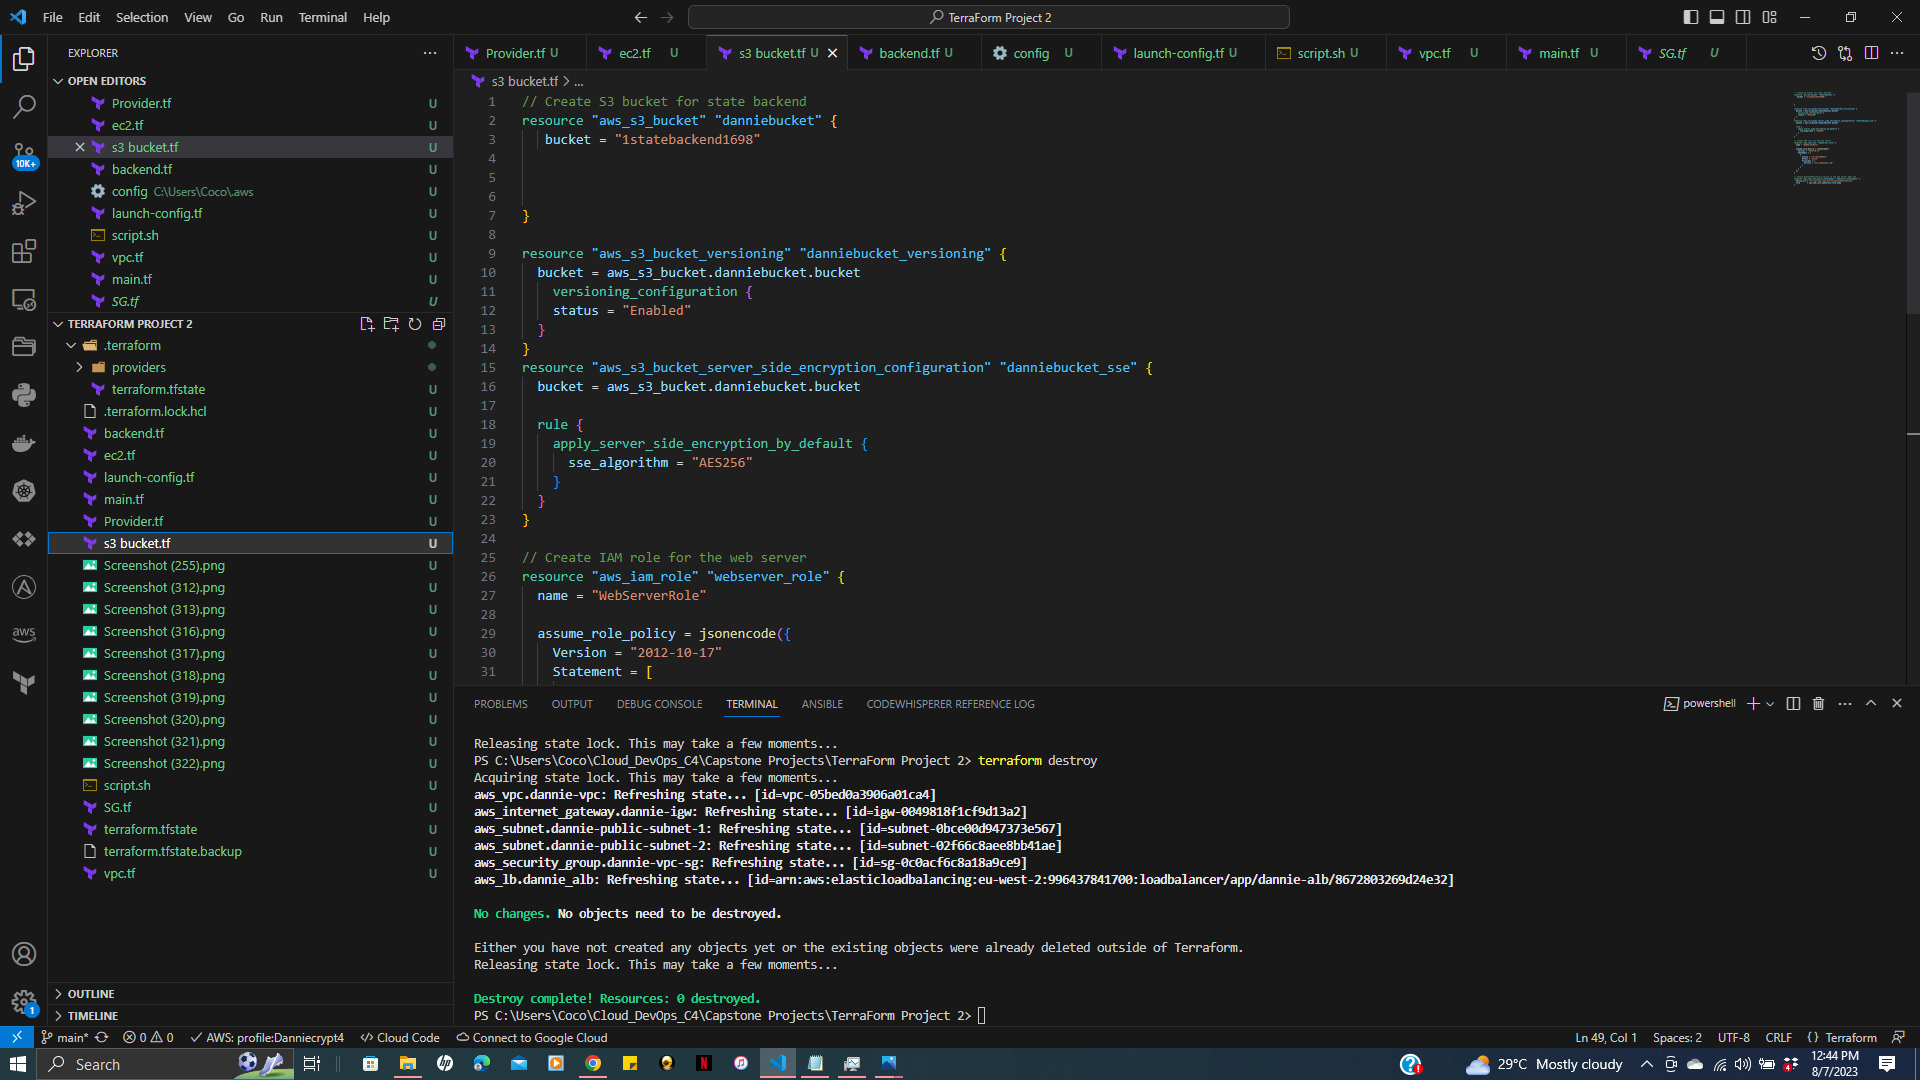 File Edit Selection View Go Run Terminal Help
TerraForm Project 2
EXPLORER
OPEN EDITORS
Provider.tf U
ec2.tf U
s3 bucket.tf U
backend.tf U
config C:\Users\Coco\.aws U
launch-config.tf U
script.sh U
vpc.tf U
main.tf U
SG.tf U
10K+
TERRAFORM PROJECT 2
.terraform
providers
terraform.tfstate U
.terraform.lock.hcl U
backend.tf U
ec2.tf U
launch-config.tf U
main.tf U
Provider.tf U
s3 bucket.tf U
Screenshot (255).png U
Screenshot (312).png U
Screenshot (313).png U
Screenshot (316).png U
Screenshot (317).png U
Screenshot (318).png U
Screenshot (319).png U
Screenshot (320).png U
Screenshot (321).png U
Screenshot (322).png U
script.sh U
SG.tf U
terraform.tfstate U
terraform.tfstate.backup U
vpc.tf U
aws
OUTLINE
TIMELINE
1
Provider.tf U ec2.tf U s3 bucket.tf U backend.tf U config U launch-config.tf U script.sh U vpc.tf U main.tf U SG.tf U
s3 bucket.tf > ...
1 // Create S3 bucket for state backend
2 resource "aws_s3_bucket" "danniebucket" {
3 bucket = "1statebackend1698"
4
5
6
7 }
8
9 resource "aws_s3_bucket_versioning" "danniebucket_versioning" {
10 bucket = aws_s3_bucket.danniebucket.bucket
11 versioning_configuration {
12 status = "Enabled"
13 }
14 }
15 resource "aws_s3_bucket_server_side_encryption_configuration" "danniebucket_sse" {
16 bucket = aws_s3_bucket.danniebucket.bucket
17
18 rule {
19 apply_server_side_encryption_by_default {
20 sse_algorithm = "AES256"
21 }
22 }
23 }
24
25 // Create IAM role for the web server
26 resource "aws_iam_role" "webserver_role" {
27 name = "WebServerRole"
28
29 assume_role_policy = jsonencode({
30 Version = "2012-10-17"
31 Statement = [
PROBLEMS OUTPUT DEBUG CONSOLE TERMINAL ANSIBLE CODEWHISPERER REFERENCE LOG
powershell
Releasing state lock. This may take a few moments...
PS C:\Users\Coco\Cloud_DevOps_C4\Capstone Projects\TerraForm Project 2> terraform destroy
Acquiring state lock. This may take a few moments...
aws_vpc.dannie-vpc: Refreshing state... [id=vpc-05bed0a3906a01ca4]
aws_internet_gateway.dannie-igw: Refreshing state... [id=igw-0049818f1cf9d13a2]
aws_subnet.dannie-public-subnet-1: Refreshing state... [id=subnet-0bce00d947373e567]
aws_subnet.dannie-public-subnet-2: Refreshing state... [id=subnet-02f66c8aee8bb41ae]
aws_security_group.dannie-vpc-sg: Refreshing state... [id=sg-0c0acf6c8a18a9ce9]
aws_lb.dannie_alb: Refreshing state... [id=arn:aws:elasticloadbalancing:eu-west-2:996437841700:loadbalancer/app/dannie-alb/8672803269d24e32]
No changes. No objects need to be destroyed.
Either you have not created any objects yet or the existing objects were already deleted outside of Terraform.
Releasing state lock. This may take a few moments...
Destroy complete! Resources: 0 destroyed.
PS C:\Users\Coco\Cloud_DevOps_C4\Capstone Projects\TerraForm Project 2>
main* 0 0 AWS: profile:Danniecrypt4 Cloud Code Connect to Google Cloud
Ln 49, Col 1 Spaces: 2 UTF-8 CRLF {} Terraform
Search
29°C Mostly cloudy
12:44 PM
8/7/2023